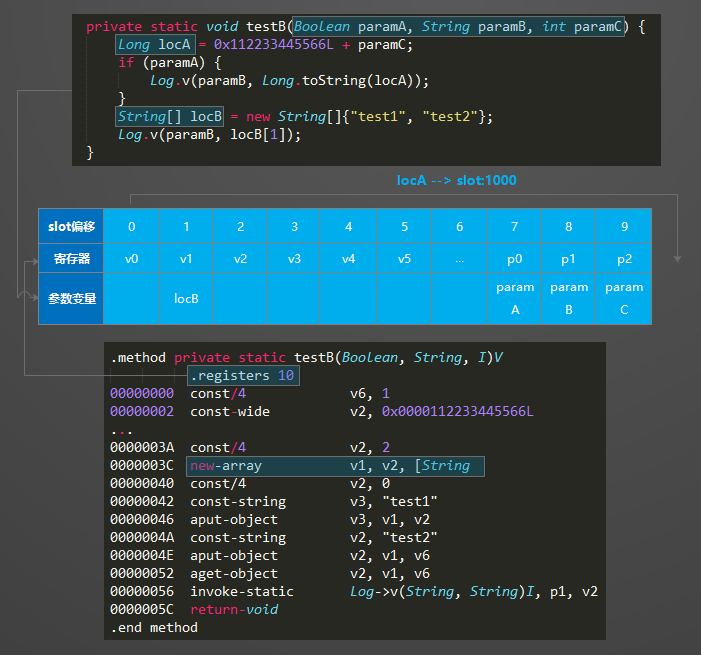 private static void testB(Boolean paramA, String paramB, int paramC) {
Long locA = 0x112233445566L + paramC;
if (paramA) {
Log.v(paramB, Long.toString(locA));
}
String[] locB = new String[]{"test1", "test2"};
Log.v(paramB, locB[1]);
}
locA --> slot:1000
slot偏移 0 1 2 3 4 5 6 7 8 9
寄存器 v0 v1 v2 v3 v4 v5 ... p0 p1 p2
参数变量 locB param A param B param C
.method private static testB(Boolean, String, I)V
.registers 10
00000000 const/4 v6, 1
00000002 const-wide v2, 0x0000112233445566L
...
0000003A const/4 v2, 2
0000003C new-array v1, v2, [String
00000040 const/4 v2, 0
00000042 const-string v3, "test1"
00000046 aput-object v3, v1, v2
0000004A const-string v2, "test2"
0000004E aput-object v2, v1, v6
00000052 aget-object v2, v1, v6
00000056 invoke-static Log->v(String, String)I, p1, v2
0000005C return-void
.end method